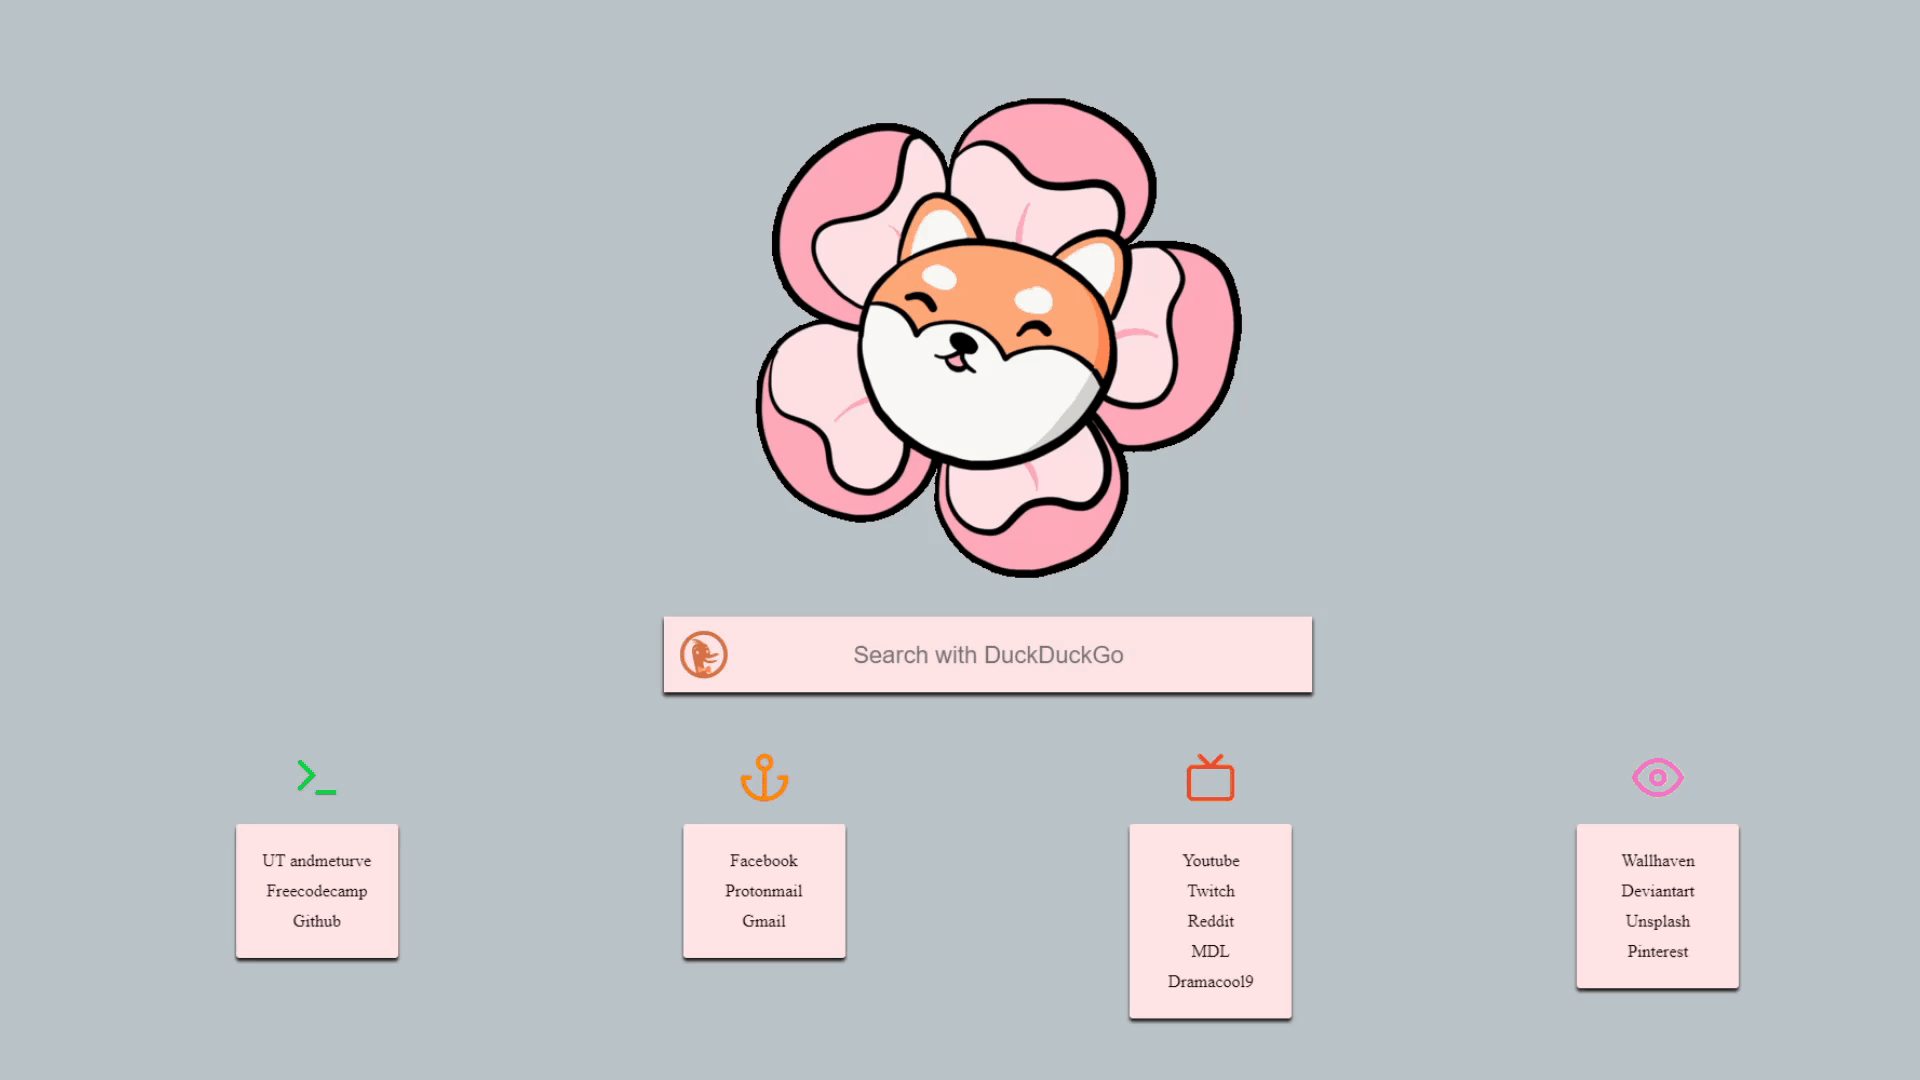 Search with DuckDuckGo
UT andmeturve
Freecodecamp
Github
Facebook
Protonmail
Gmail
Youtube
Twitch
Reddit
MDL
Dramacool9
Wallhaven
Deviantart
Unsplash
Pinterest